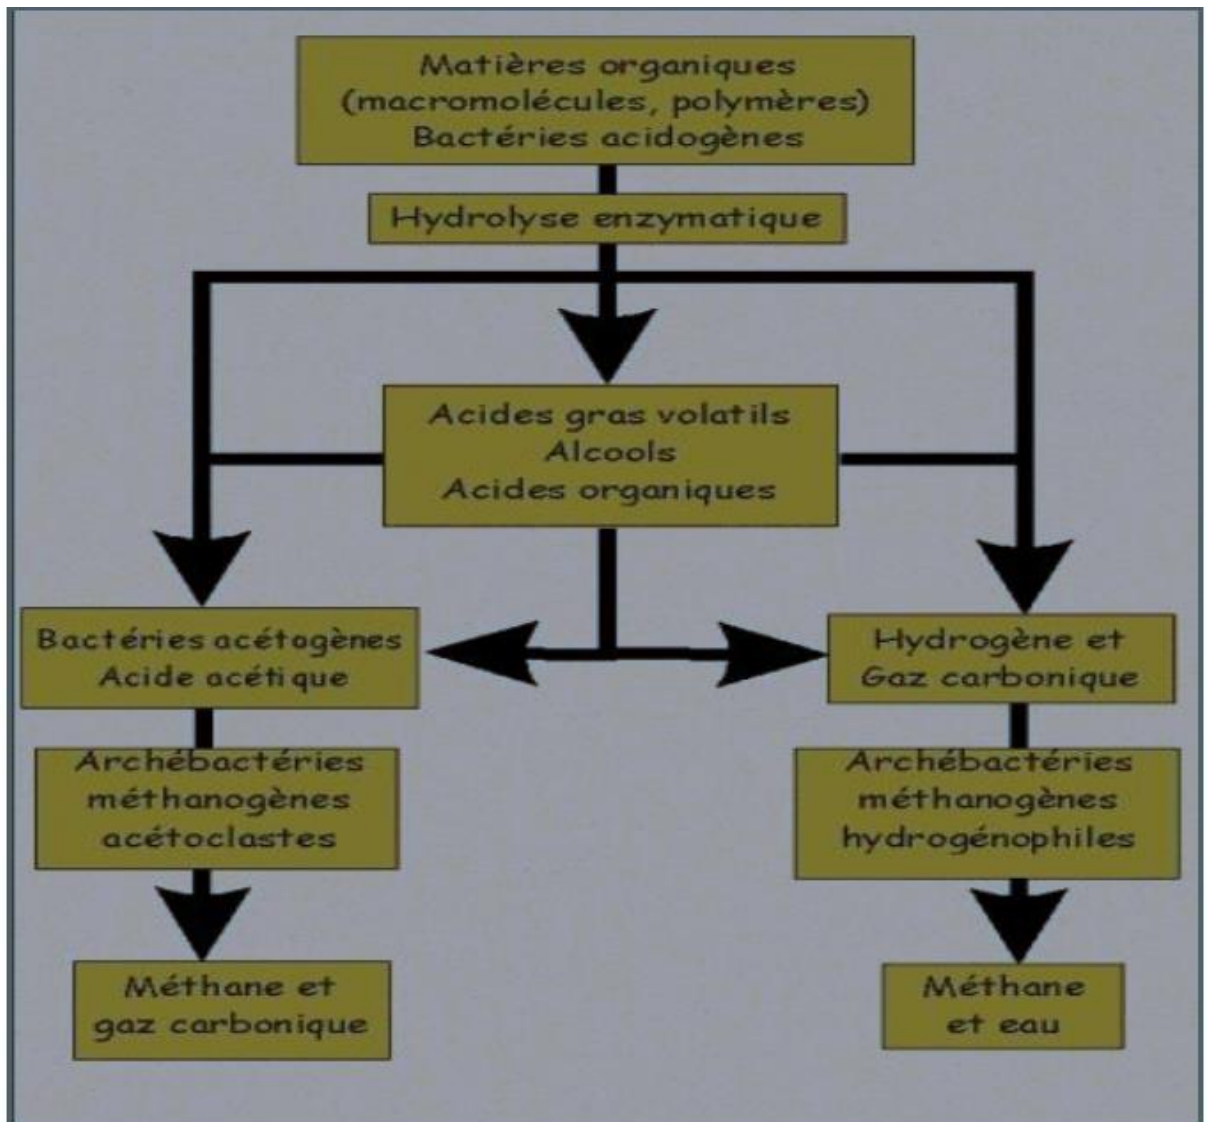 Matières organiques
(macromolécules, polymères)
Bactéries acidogènes
Hydrolyse enzymatique
Acides gras volatils
Alcools
Acides organiques
Bactéries acétogènes
Acide acétique
Hydrogène et
Gaz carbonique
Archébactéries
méthanogènes
acétoclastes
Archébactéries
méthanogènes
hydrogénophiles
Méthane et
gaz carbonique
Méthane
et eau